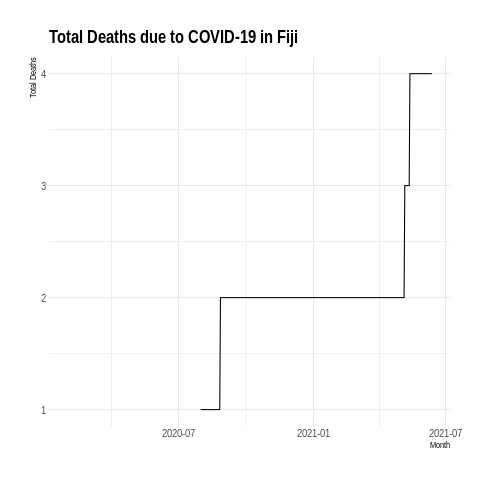 Total Deaths due to COVID-19 in Fiji
Total Deaths
4
3
2
1
2020-07
2021-01
2021-07
Month